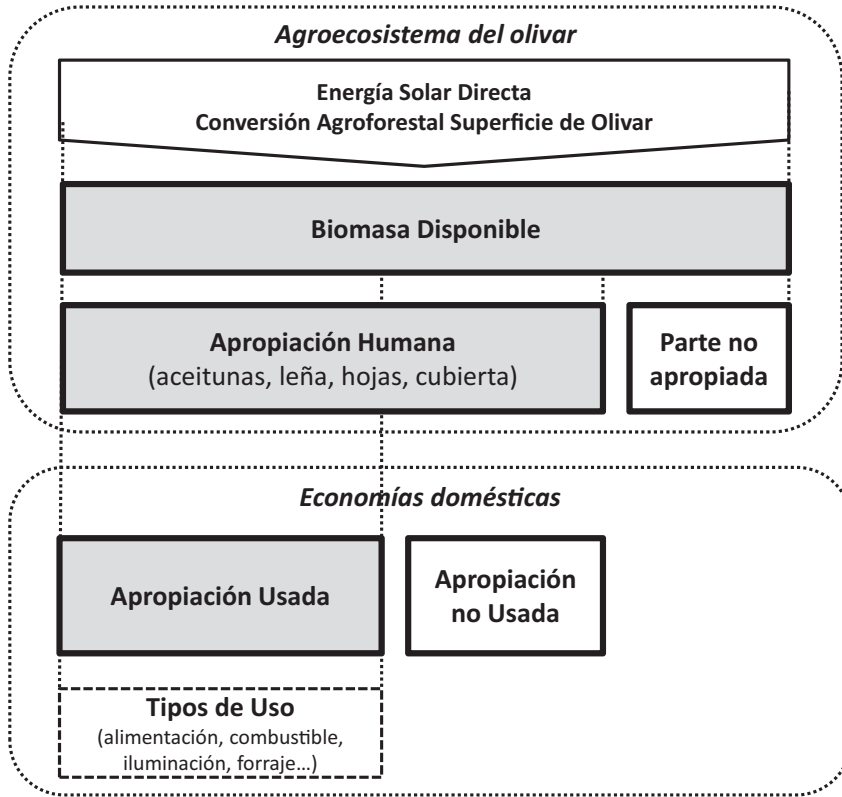 Agroecosistema del olivar
Energía Solar Directa
Conversión Agroforestal Superficie de Olivar
Biomasa Disponible
Apropiación Humana
(aceitunas, leña, hojas, cubierta)
Parte no
apropiada
Economías domésticas
Apropiación Usada
Apropiación
no Usada
Tipos de Uso
(alimentación, combustible,
iluminación, forraje...)